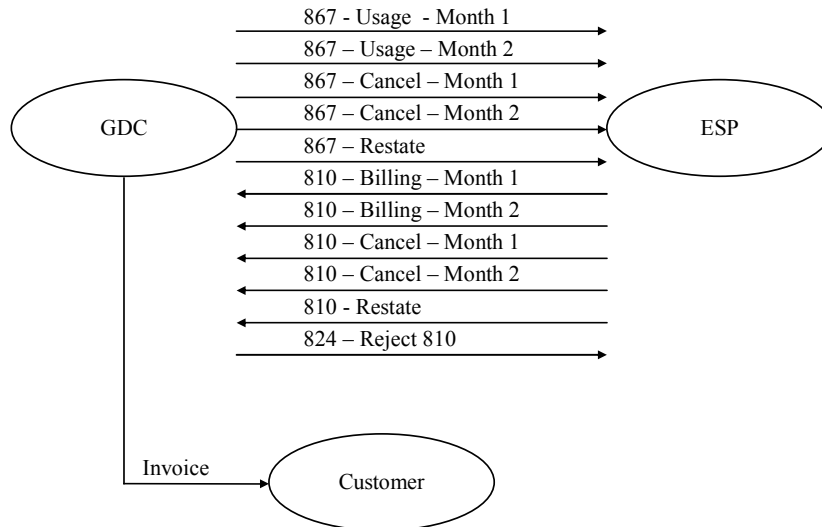 867 - Usage - Month 1
867 – Usage – Month 2
867 – Cancel – Month 1
867 – Cancel – Month 2
GDC
ESP
867 – Restate
810 – Billing – Month 1
810 – Billing – Month 2
810 – Cancel – Month 1
810 – Cancel – Month 2
810 - Restate
824 – Reject 810
Invoice
Customer